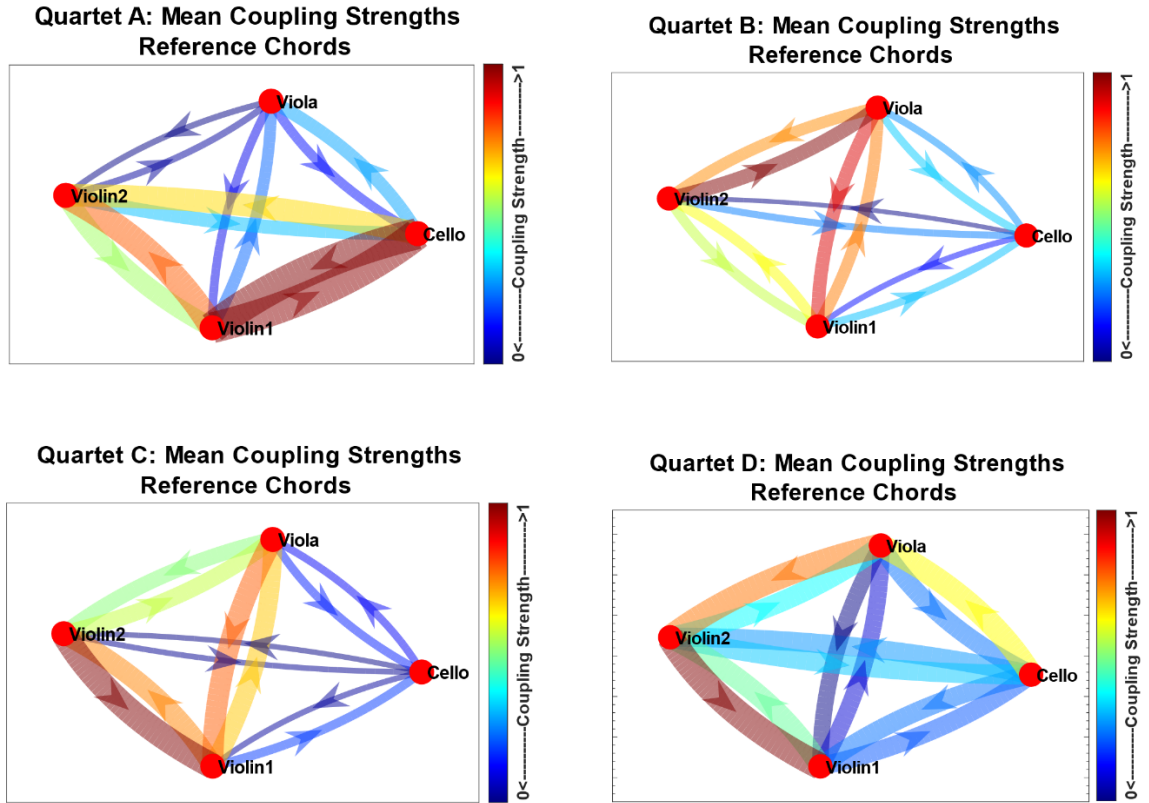 Quartet A: Mean Coupling Strengths
Reference Chords
Viola
Violin2
Cello
Violin1
0<--------Coupling Strength-------->1
Quartet B: Mean Coupling Strengths
Reference Chords
Viola
Violin2
Cello
Violin1
0<--------Coupling Strength-------->1
Quartet C: Mean Coupling Strengths
Reference Chords
Viola
Violin2
Cello
Violin1
0<--------Coupling Strength-------->1
Quartet D: Mean Coupling Strengths
Reference Chords
Viola
Violin2
Cello
Violin1
0<--------Coupling Strength-------->1